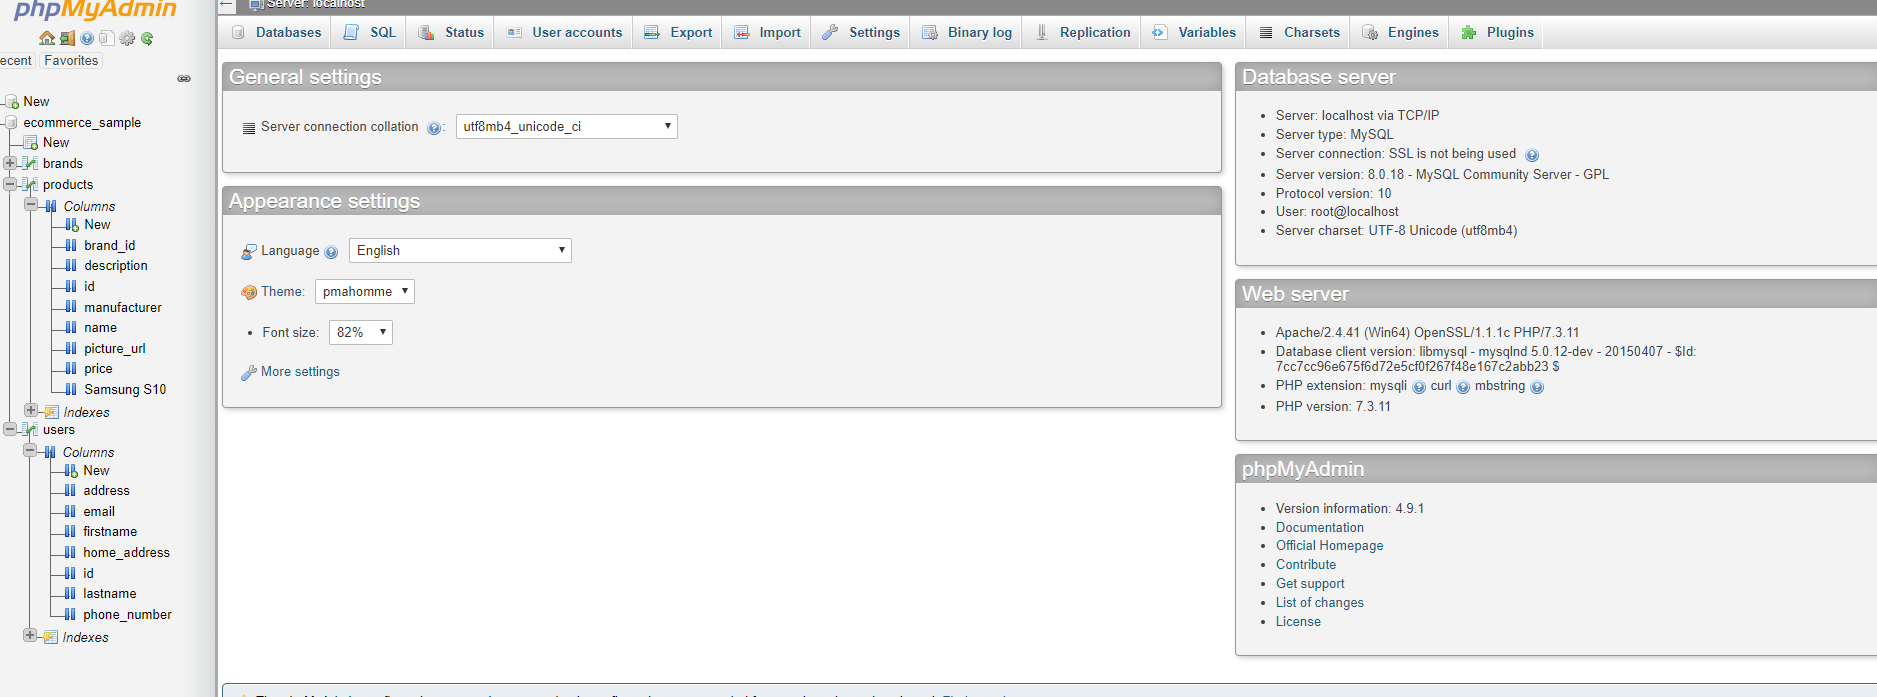 phpMyAdmin
ecent Favorites
New
ecommerce_sample
New
brands
products
Columns
New
brand_id
description
id
manufacturer
name
picture_url
price
Samsung S10
Indexes
users
Columns
New
address
email
firstname
home_address
id
lastname
phone_number
Indexes
Server: localhost
Databases SQL Status User accounts Export Import Settings Binary log Replication Variables Charsets Engines Plugins
General settings
Server connection collation : utf8mb4_unicode_ci
Appearance settings
Language English
Theme: pmahomme
Font size: 82%
More settings
Database server
Server: localhost via TCP/IP
Server type: MySQL
Server connection: SSL is not being used
Server version: 8.0.18 - MySQL Community Server - GPL
Protocol version: 10
User: root@localhost
Server charset: UTF-8 Unicode (utf8mb4)
Web server
Apache/2.4.41 (Win64) OpenSSL/1.1.1c PHP/7.3.11
Database client version: libmysql - mysqlnd 5.0.12-dev - 20150407 - $Id:
7cc7cc96e675f6d72e5cf0f267f48e167c2abb23 $
PHP extension: mysqli curl mbstring
PHP version: 7.3.11
phpMyAdmin
Version information: 4.9.1
Documentation
Official Homepage
Contribute
Get support
List of changes
License